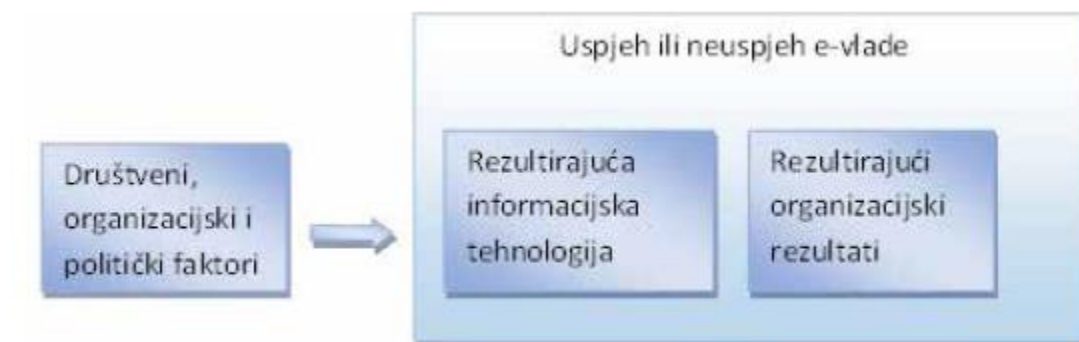 Uspjeh ili neuspjeh e-vlade
Društveni,
organizacijski i
politički faktori
Rezultirajuća
informacijska
tehnologija
Rezultirajući
organizacijski
rezultati